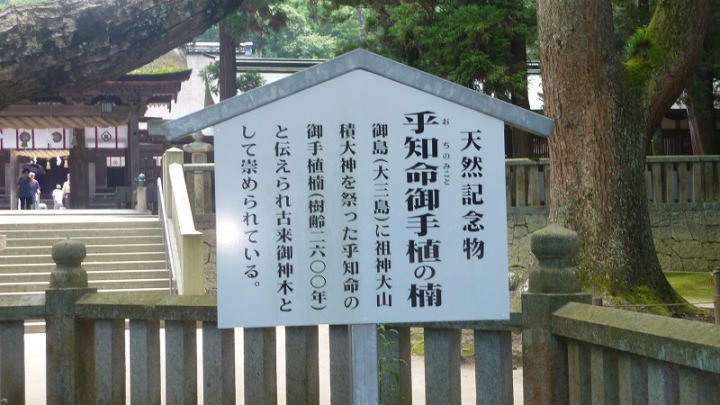 天然記念物
乎知命御手植の楠
おちのみこと
御島(大三島)に祖神大山
積大神を祭った乎知命の
御手植楠(樹齢二六〇〇年)
と伝えられ古来御神木と
して崇められている。